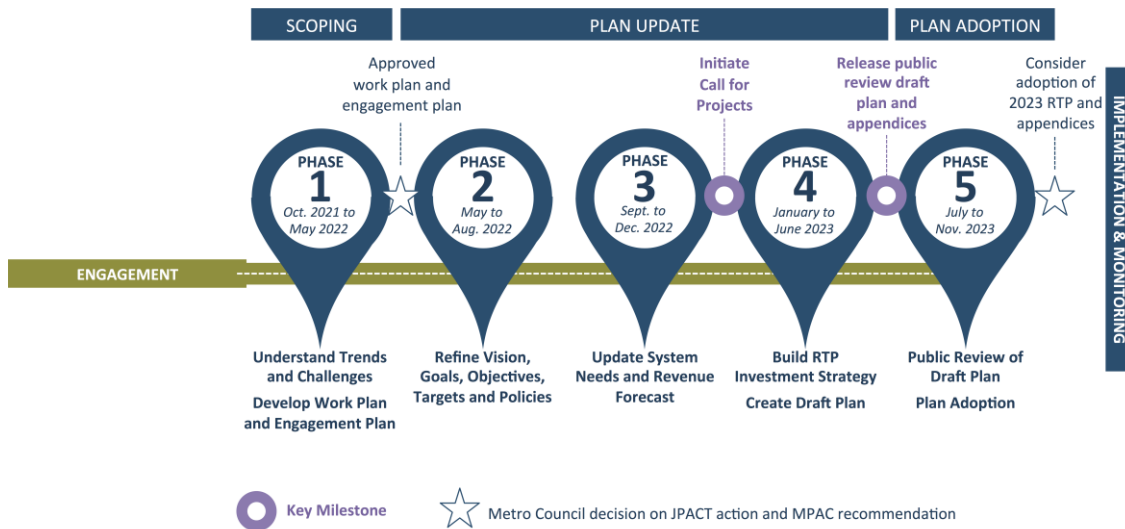 SCOPING
PLAN UPDATE
PLAN ADOPTION
Approved
work plan and
engagement plan
Initiate
Call for
Projects
Release public
review draft
plan and
appendices
Consider
adoption of
2023 RTP and
appendices
IMPLEMENTATION & MONITORING
PHASE
1
Oct. 2021 to
May 2022
PHASE
2
May to
Aug. 2022
PHASE
3
Sept. to
Dec. 2022
PHASE
4
January to
June 2023
PHASE
5
July to
Nov. 2023
ENGAGEMENT
Understand Trends
and Challenges
Develop Work Plan
and Engagement Plan
Refine Vision,
Goals, Objectives,
Targets and Policies
Update System
Needs and Revenue
Forecast
Build RTP
Investment Strategy
Create Draft Plan
Public Review of
Draft Plan
Plan Adoption
Key Milestone
Metro Council decision on JPACT action and MPAC recommendation